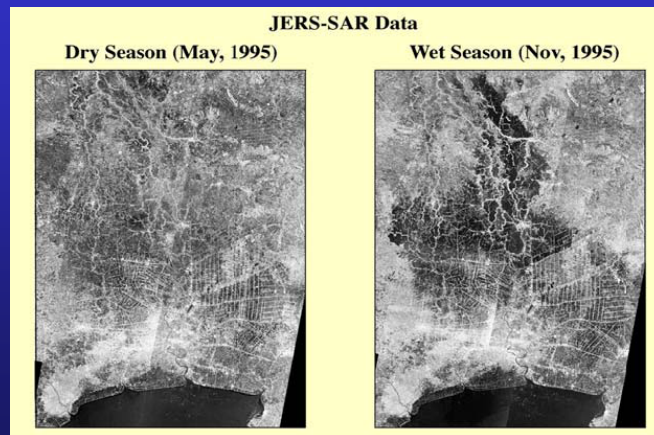 JERS-SAR Data
Dry Season (May, 1995)
Wet Season (Nov, 1995)